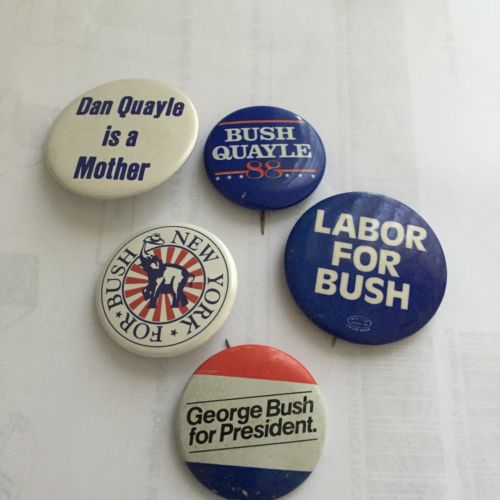 Dan Quayle
is a
Mother
BUSH
QUAYLE
88
LABOR
FOR
BUSH
NEW YORK
FOR BUSH
George Bush
for President.